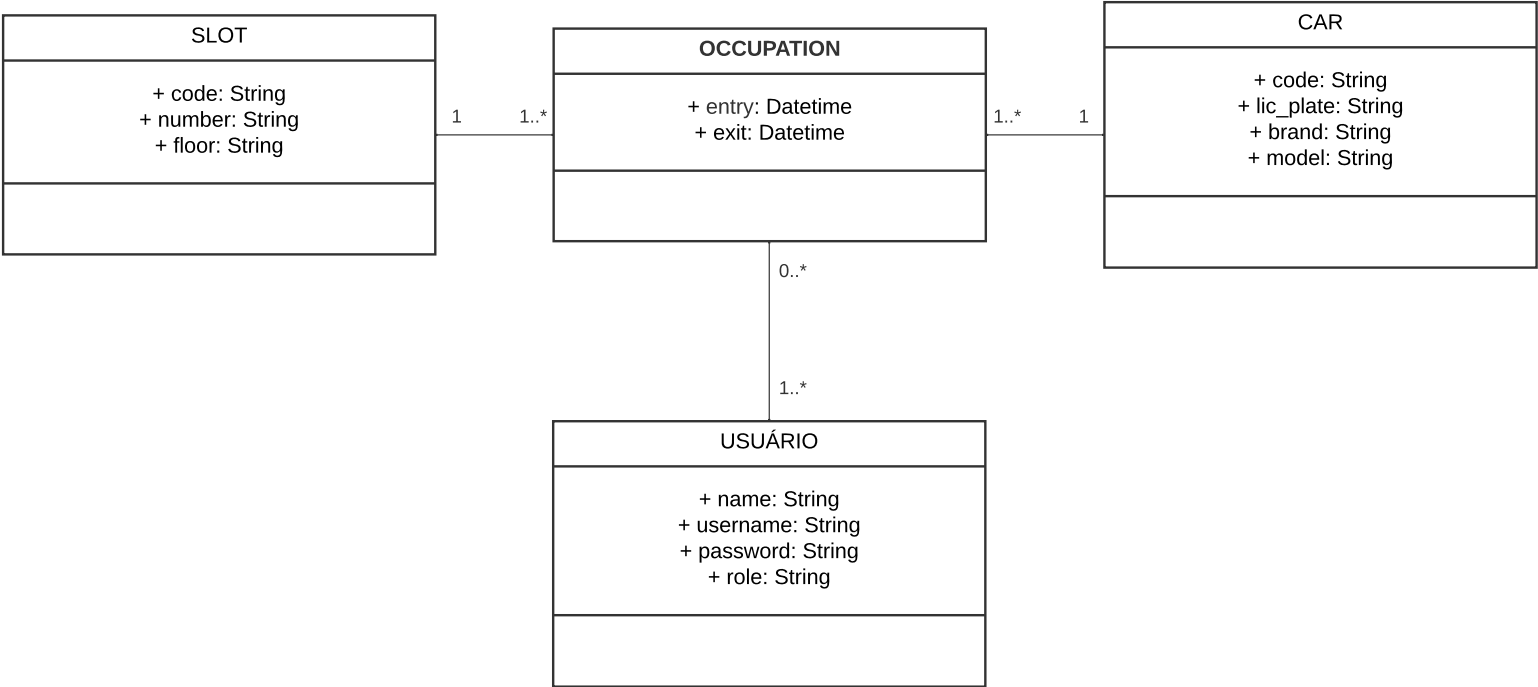 SLOT
+ code: String
+ number: String
+ floor: String
1
1..*
OCCUPATION
+ entry: Datetime
+ exit: Datetime
1..*
1
CAR
+ code: String
+ lic_plate: String
+ brand: String
+ model: String
0..*
1..*
USUÁRIO
+ name: String
+ username: String
+ password: String
+ role: String